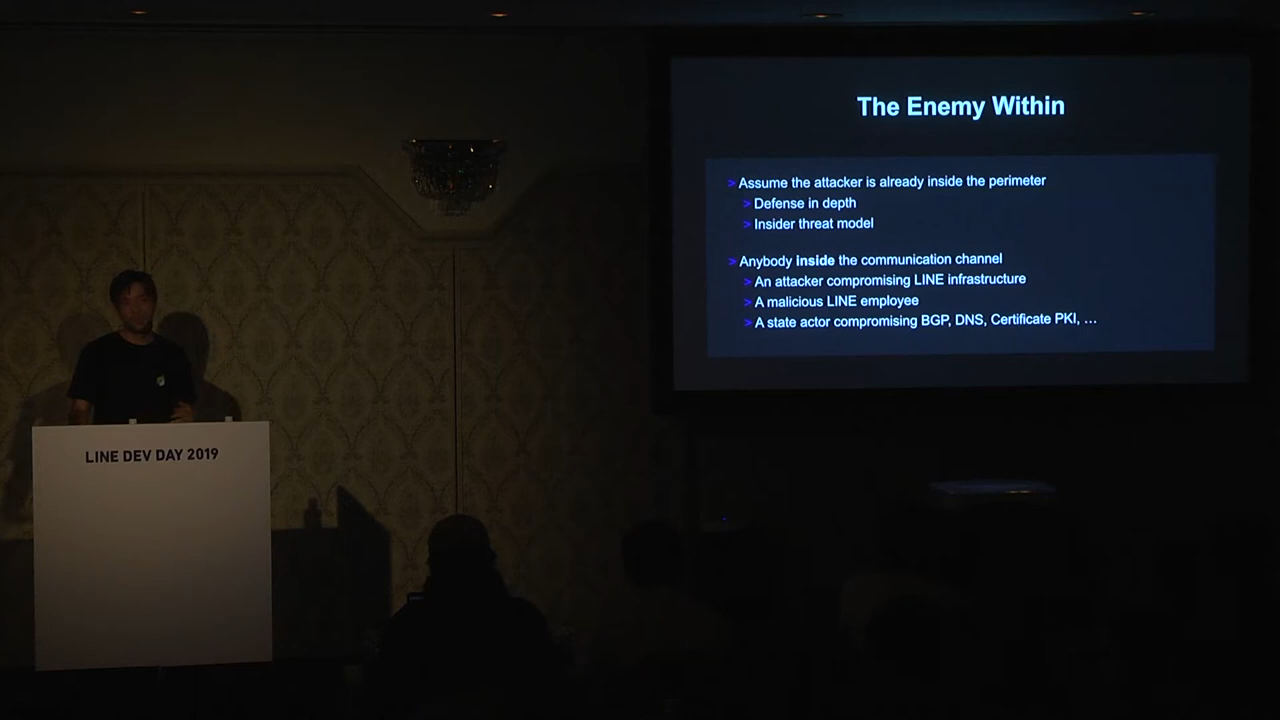 The Enemy Within
> Assume the attacker is already inside the perimeter
> Defense in depth
> Insider threat model
> Anybody inside the communication channel
> An attacker compromising LINE infrastructure
> A malicious LINE employee
> A state actor compromising BGP, DNS, Certificate PKI, ...
LINE DEV DAY 2019